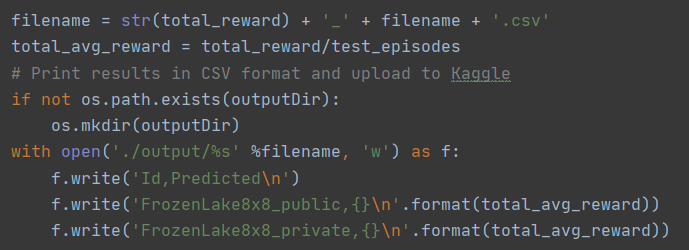 filename = str(total_reward) + '_' + filename + '.csv'
total_avg_reward = total_reward/test_episodes
# Print results in CSV format and upload to Kaggle
if not os.path.exists(outputDir):
    os.mkdir(outputDir)
with open('./output/%s' %filename, 'w') as f:
    f.write('Id,Predicted\n')
    f.write('FrozenLake8x8_public,{}\n'.format(total_avg_reward))
    f.write('FrozenLake8x8_private,{}\n'.format(total_avg_reward))